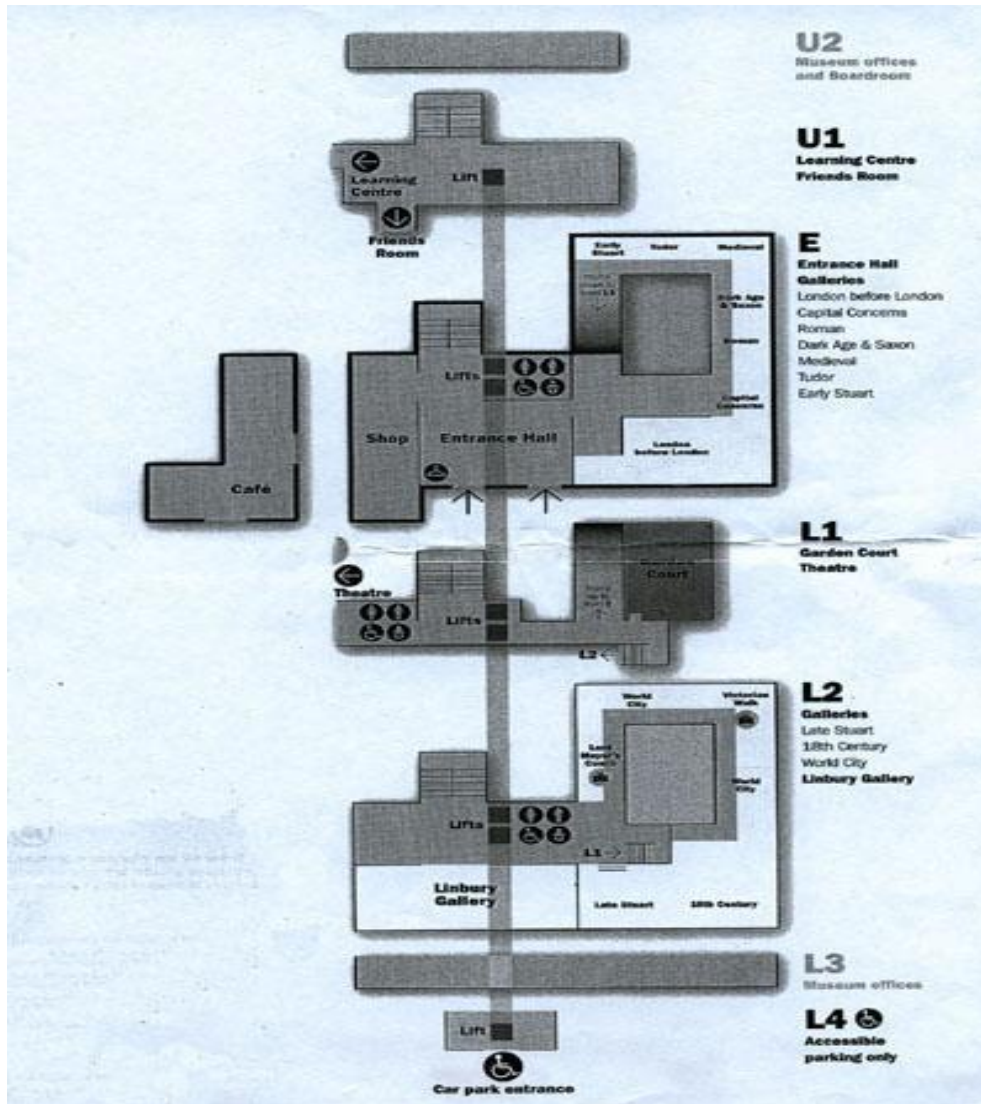 U2
Museum offices
and Boardroom
U1
Learning Centre
Friends Room
Learning
Centre
Lift
Friends
Room
E
Entrance Hall
Galleries
London before London
Capital Concerns
Roman
Dark Age & Saxon
Medieval
Tudor
Early Stuart
Early
Stuart
Tudor
Medieval
Dark Age
& Saxon
Roman
Capital
Concerns
London
before London
Lifts
Shop
Entrance Hall
Café
L1
Garden Court
Theatre
Court
Theatre
Lifts
L2
L2
Galleries
Late Stuart
18th Century
World City
Linbury Gallery
World
City
Victorian
Walk
Lord
Mayor's
Coach
World
City
Lifts
L1
Linbury
Gallery
Late Stuart
18th Century
L3
Museum offices
L4
Accessible
parking only
Lift
Car park entrance